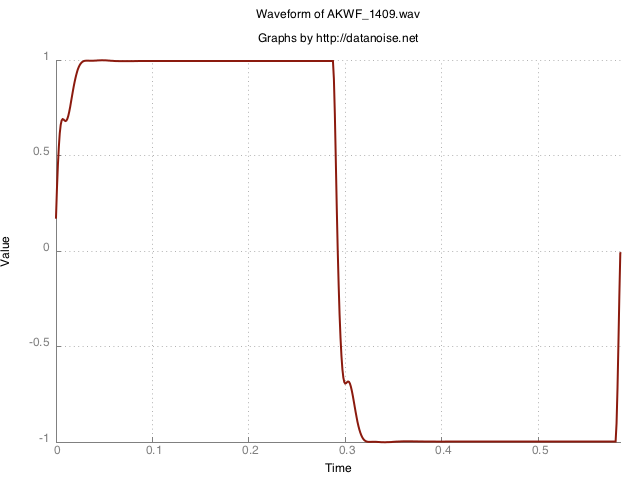 Waveform of AKWF_1409.wav
Graphs by http://datanoise.net
1
0.5
0
-0.5
-1
Value
0 0.1 0.2 0.3 0.4 0.5
Time